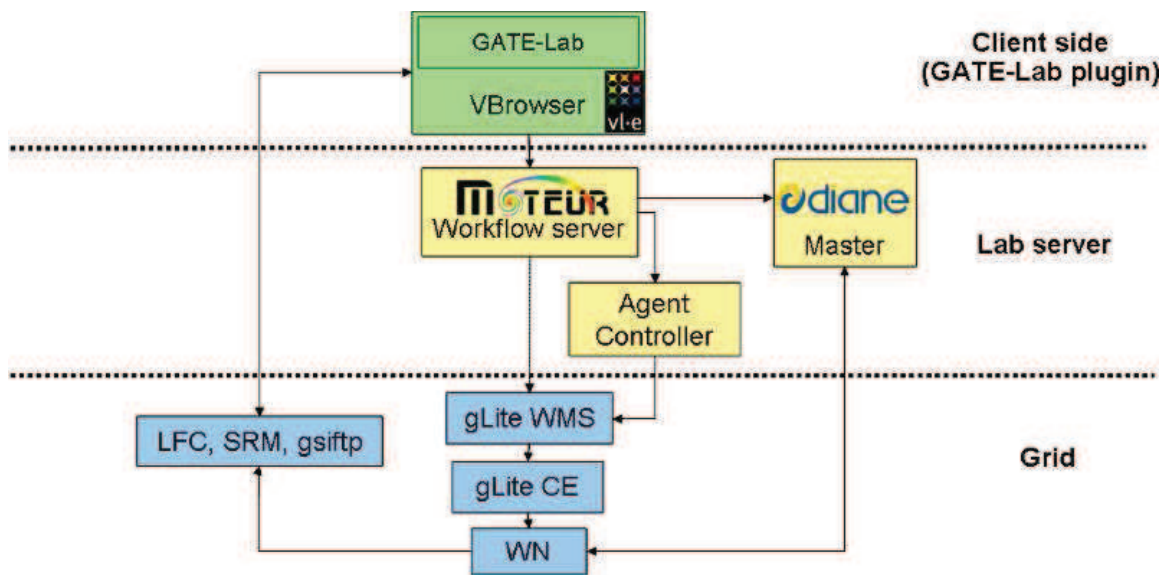 GATE-Lab
Client side
(GATE-Lab plugin)
VBrowser
vl·e
MOTEUR
Workflow server
diane
Master
Lab server
Agent
Controller
gLite WMS
LFC, SRM, gsiftp
Grid
gLite CE
WN